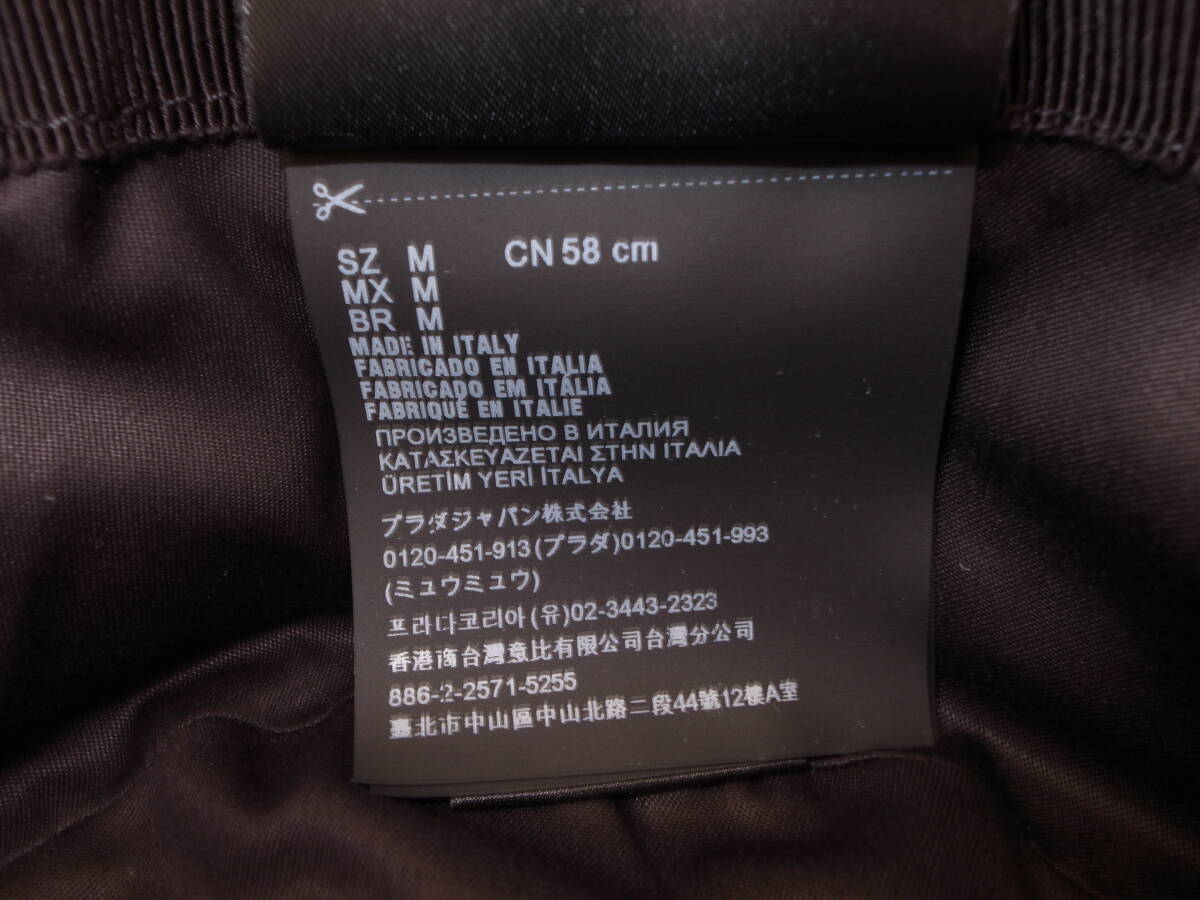 SZ M CN 58 cm
MX M
BR M
MADE IN ITALY
FABRICADO EN ITALIA
FABRICADO EM ITÁLIA
FABRIQUÉ EN ITALIE
ПРОИЗВЕДЕНО В ИТАЛИЯ
ΚΑΤΑΣΚΕΥΑΖΕΤΑΙ ΣΤΗΝ ΙΤΑΛΙΑ
ÜRETİM YERİ İTALYA
プラダジャパン株式会社
0120-451-913(プラダ)0120-451-993
(ミュウミュウ)
프라다코리아(유)02-3443-2323
香港商台灣意比有限公司台灣分公司
886-2-2571-5255
臺北市中山區中山北路二段44號12樓A室